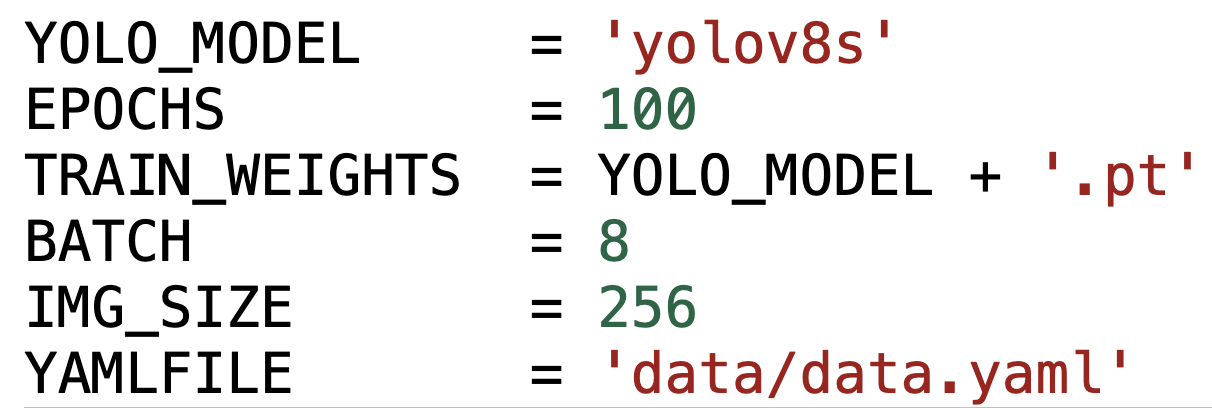 YOLO_MODEL     = 'yolov8s'
EPOCHS         = 100
TRAIN_WEIGHTS  = YOLO_MODEL + '.pt'
BATCH          = 8
IMG_SIZE       = 256
YAMLFILE       = 'data/data.yaml'